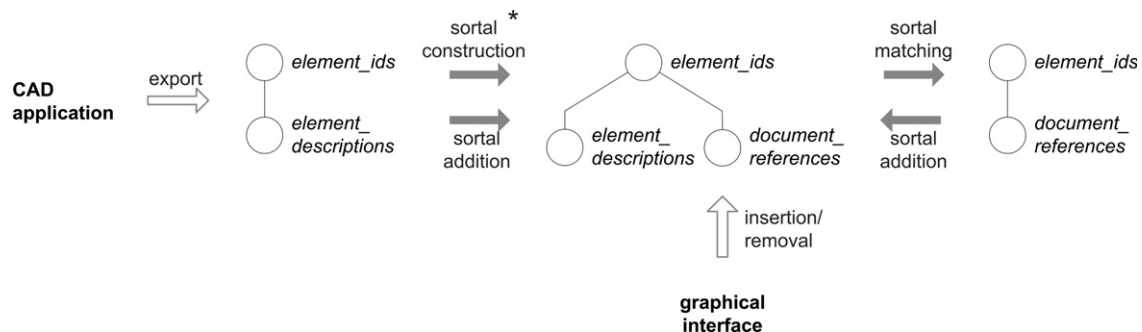 CAD
application
export
element_ids
element_
descriptions
sortal *
construction
sortal
addition
element_ids
element_
descriptions
document_
references
insertion/
removal
graphical
interface
sortal
matching
sortal
addition
element_ids
document_
references